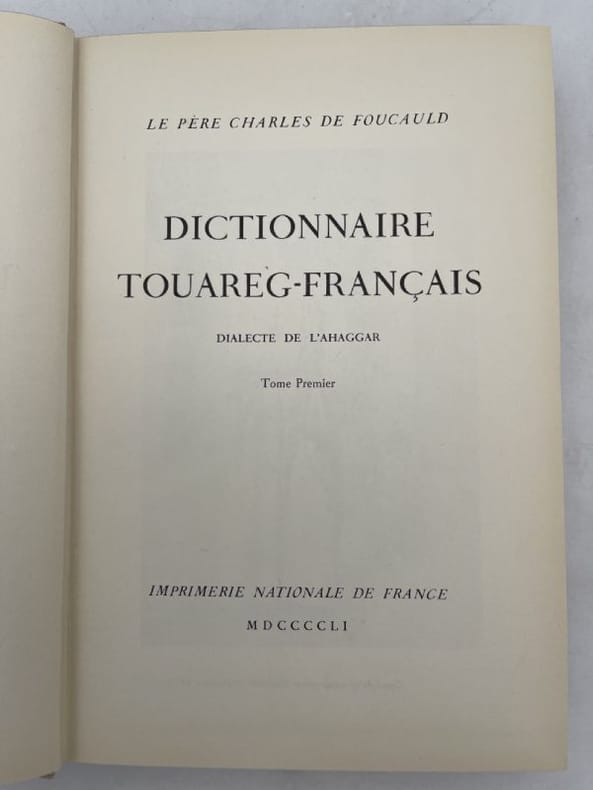 LE PÈRE CHARLES DE FOUCAULD
DICTIONNAIRE
TOUAREG-FRANÇAIS
DIALECTE DE L'AHAGGAR
Tome Premier
IMPRIMERIE NATIONALE DE FRANCE
MDCCCCLI